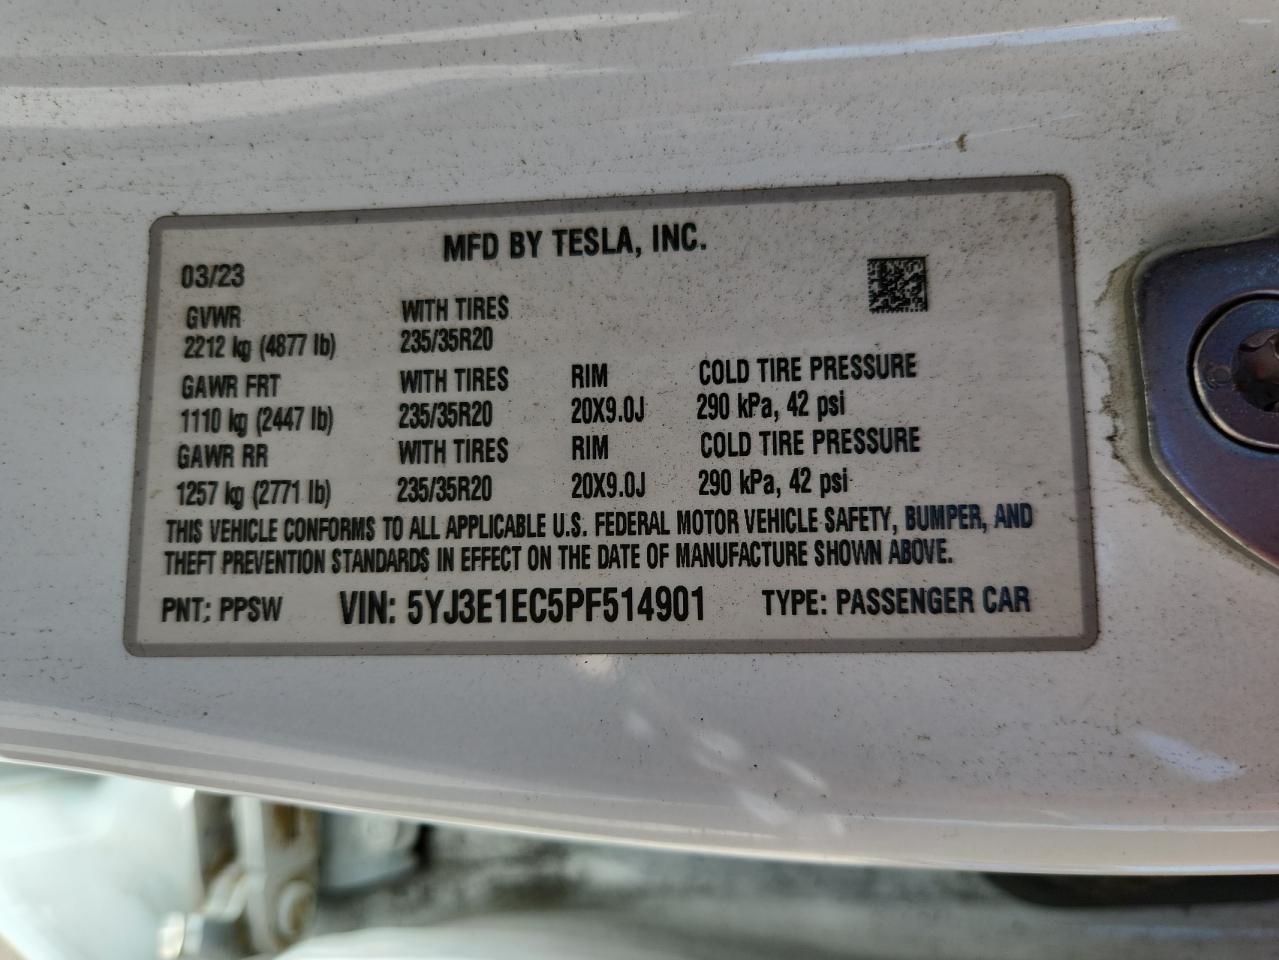 MFD BY TESLA, INC.
03/23
GVWR WITH TIRES
2212 kg (4877 lb) 235/35R20
GAWR FRT WITH TIRES RIM COLD TIRE PRESSURE
1110 kg (2447 lb) 235/35R20 20X9.0J 290 kPa, 42 psi
GAWR RR WITH TIRES RIM COLD TIRE PRESSURE
1257 kg (2771 lb) 235/35R20 20X9.0J 290 kPa, 42 psi
THIS VEHICLE CONFORMS TO ALL APPLICABLE U.S. FEDERAL MOTOR VEHICLE SAFETY, BUMPER, AND
THEFT PREVENTION STANDARDS IN EFFECT ON THE DATE OF MANUFACTURE SHOWN ABOVE.
PNT: PPSW VIN: 5YJ3E1EC5PF514901 TYPE: PASSENGER CAR